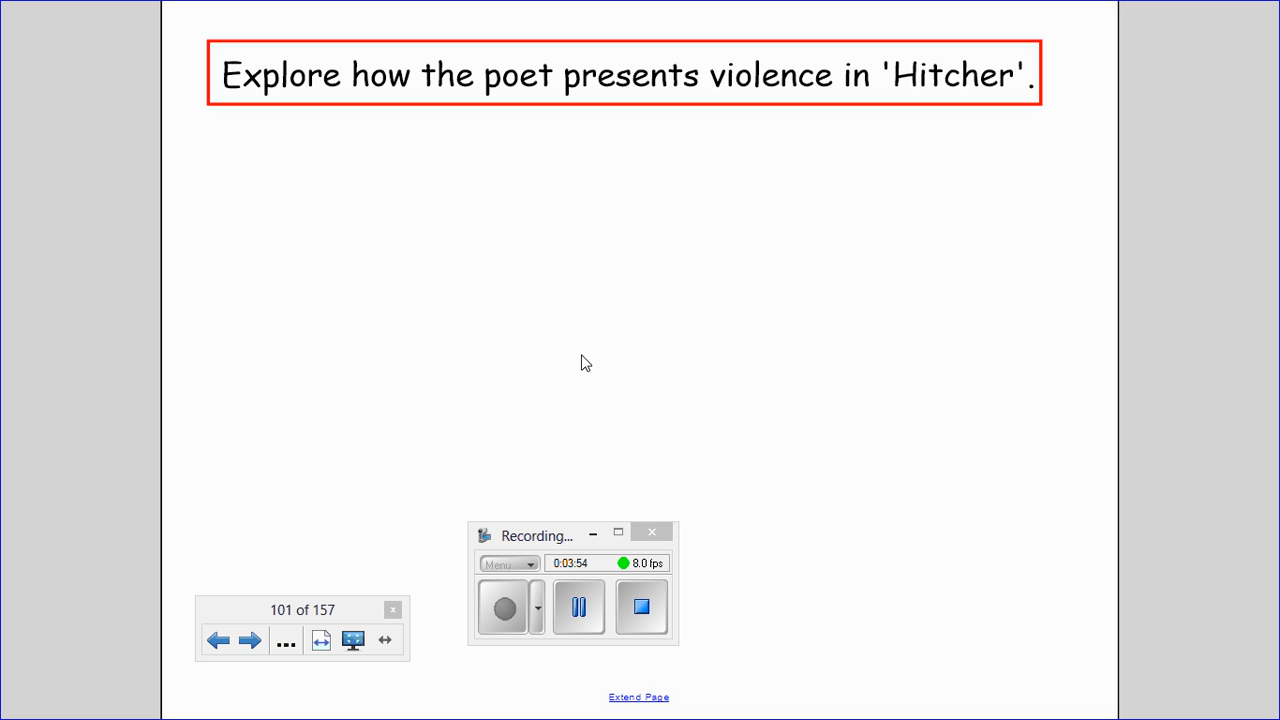 Explore how the poet presents violence in 'Hitcher'.
Recording...
Menu
0:03:54
8.0 fps
101 of 157
...
Extend Page